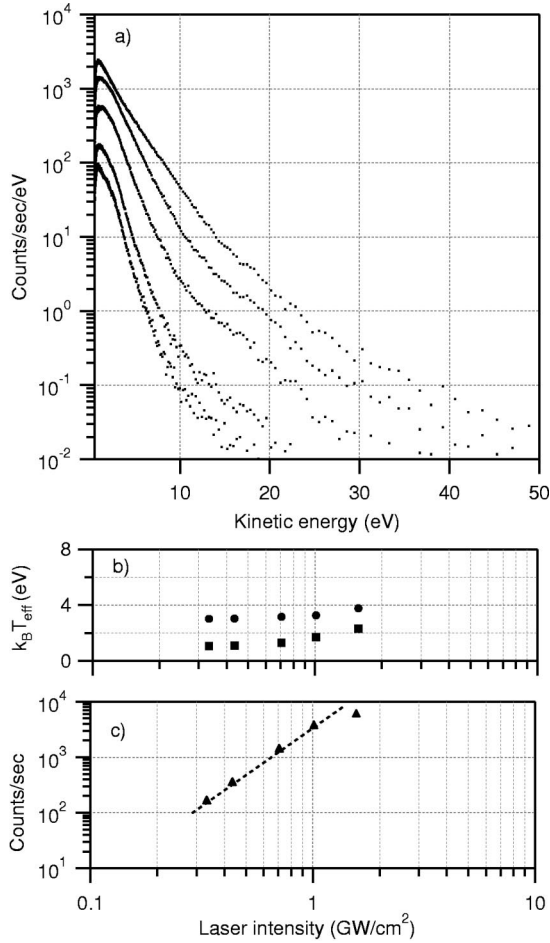 a)
10^4
10^3
10^2
10^1
10^0
10^-1
10^-2
Counts/sec/eV
10 20 30 40 50
Kinetic energy (eV)
b)
8
4
0
k_B T_eff (eV)
c)
10^4
10^3
10^2
10^1
Counts/sec
0.1 1 10
Laser intensity (GW/cm²)